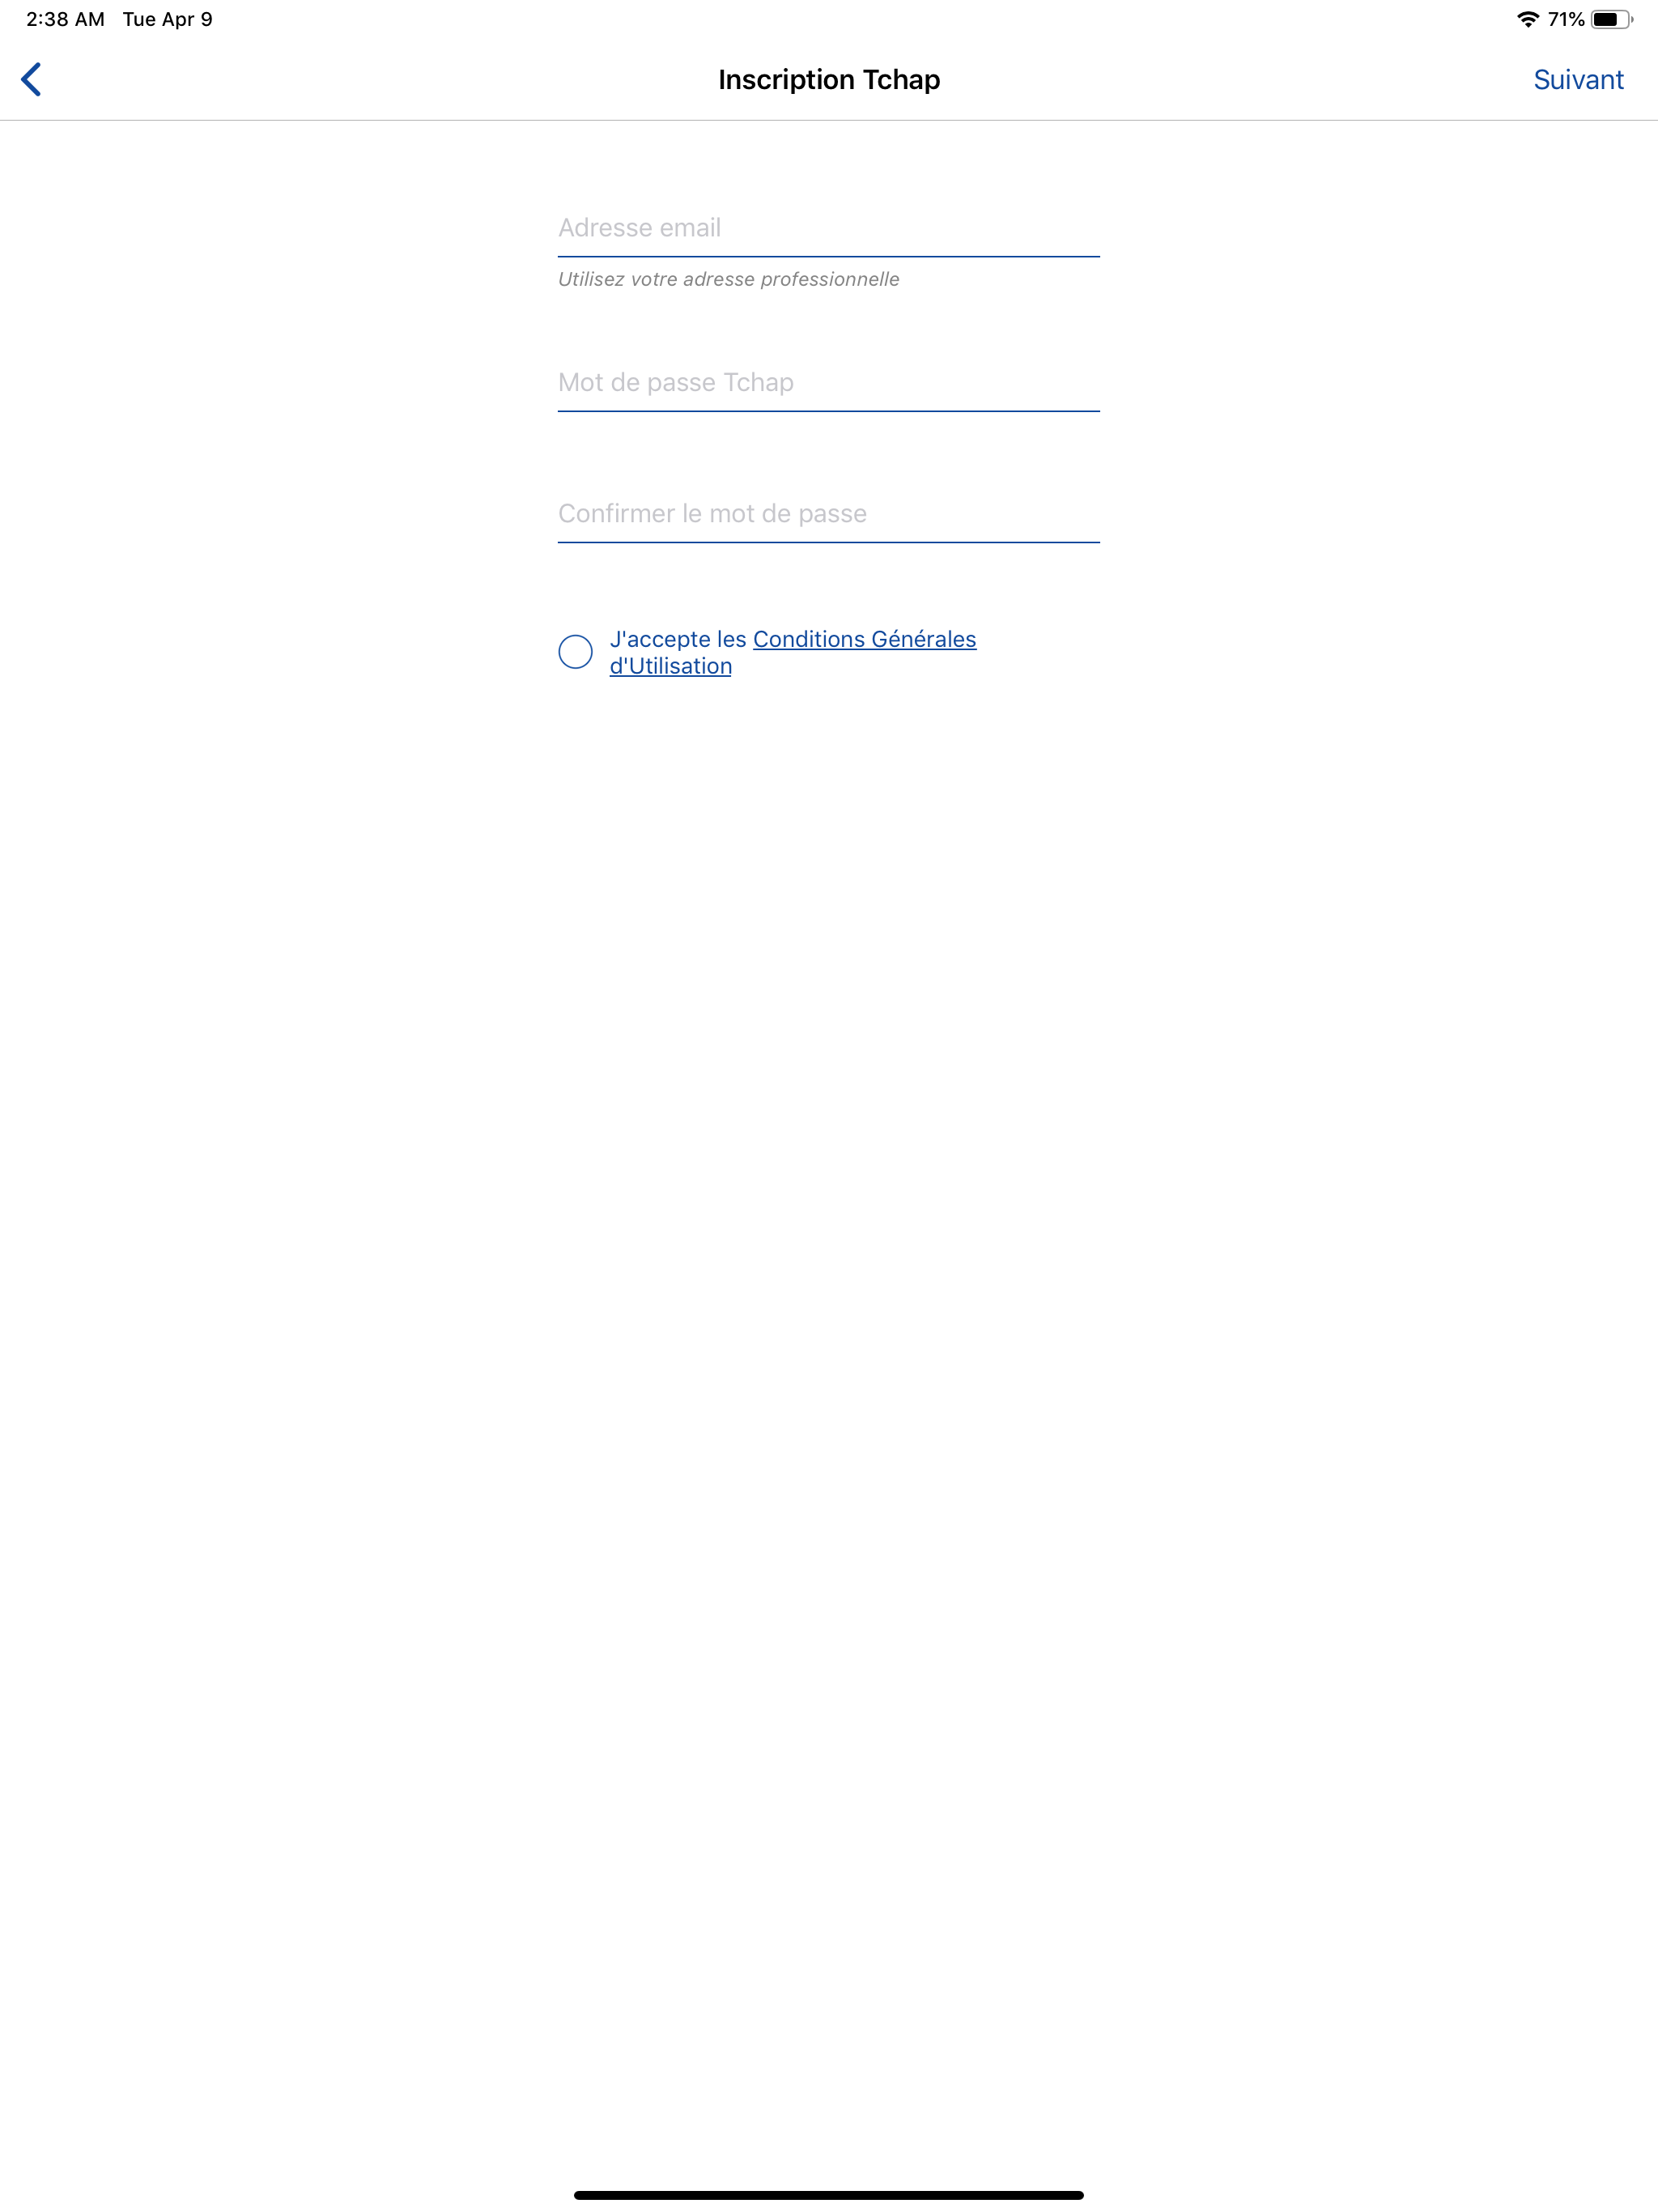 2:38 AM Tue Apr 9 71%
Inscription Tchap Suivant
Adresse email
Utilisez votre adresse professionnelle
Mot de passe Tchap
Confirmer le mot de passe
J'accepte les Conditions Générales
d'Utilisation